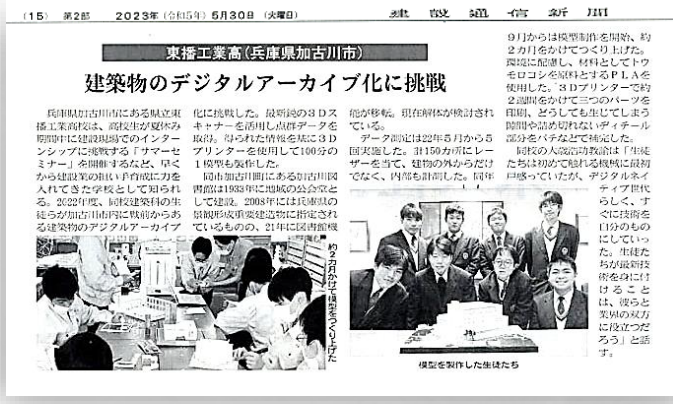 (15) 第2部 2023年(令和5年)5月30日(火曜日) 建設通信新聞
東播工業高(兵庫県加古川市)
建築物のデジタルアーカイブ化に挑戦
兵庫県加古川市にある県立東
播工業高校は、高校生が夏休み
期間中に建設現場でのインター
ンシップに挑戦する「サマーセ
ミナー」を開催するなど、早く
から建設業の担い手育成に力を
入れてきた学校として知られ
る。2022年度、同校建築科の生
徒らが加古川市内に戦前からあ
る建築物のデジタルアーカイブ
化に挑戦した。最新鋭の3Dス
キャナーを活用し点群データを
取得。得られた情報を基に3D
プリンターを使用して100分の
1模型も製作した。
同市加古川町にある加古川図
書館は1935年に地域の公会堂と
して建設。2008年には兵庫県の
景観形成重要建造物に指定され
ているものの、21年に図書館機
能が移転。現在解体が検討され
ている。
データ測定は22年5月から5
回実施した。計150カ所にレー
ザーを当て、建物の外からだけ
でなく、内部も計測した。同年
9月からは模型制作を開始、約
2カ月をかけてつくり上げた。
環境に配慮し、材料としてトウ
モロコシを原料とするPLAを
使用した。「3Dプリンターで約
2週間をかけて三つのパーツを
印刷、どうしても生じてしまう
隙間や詰め切れないディテール
部分をパテなどで補完した。
同校の大歳浩功教諭は「生徒
たちは初めて触れる機械に最初
戸惑っていたが、デジタルネイ
ティブ世代
らしく、す
ぐに技術を
自分のもの
にしていっ
た。生徒た
ちが最新技
術を身に付
けること
は、彼らと
業界の双方
に役立つだ
ろう」と話
す。
約2カ月かけて模型をつくり上げた
模型を製作した生徒たち